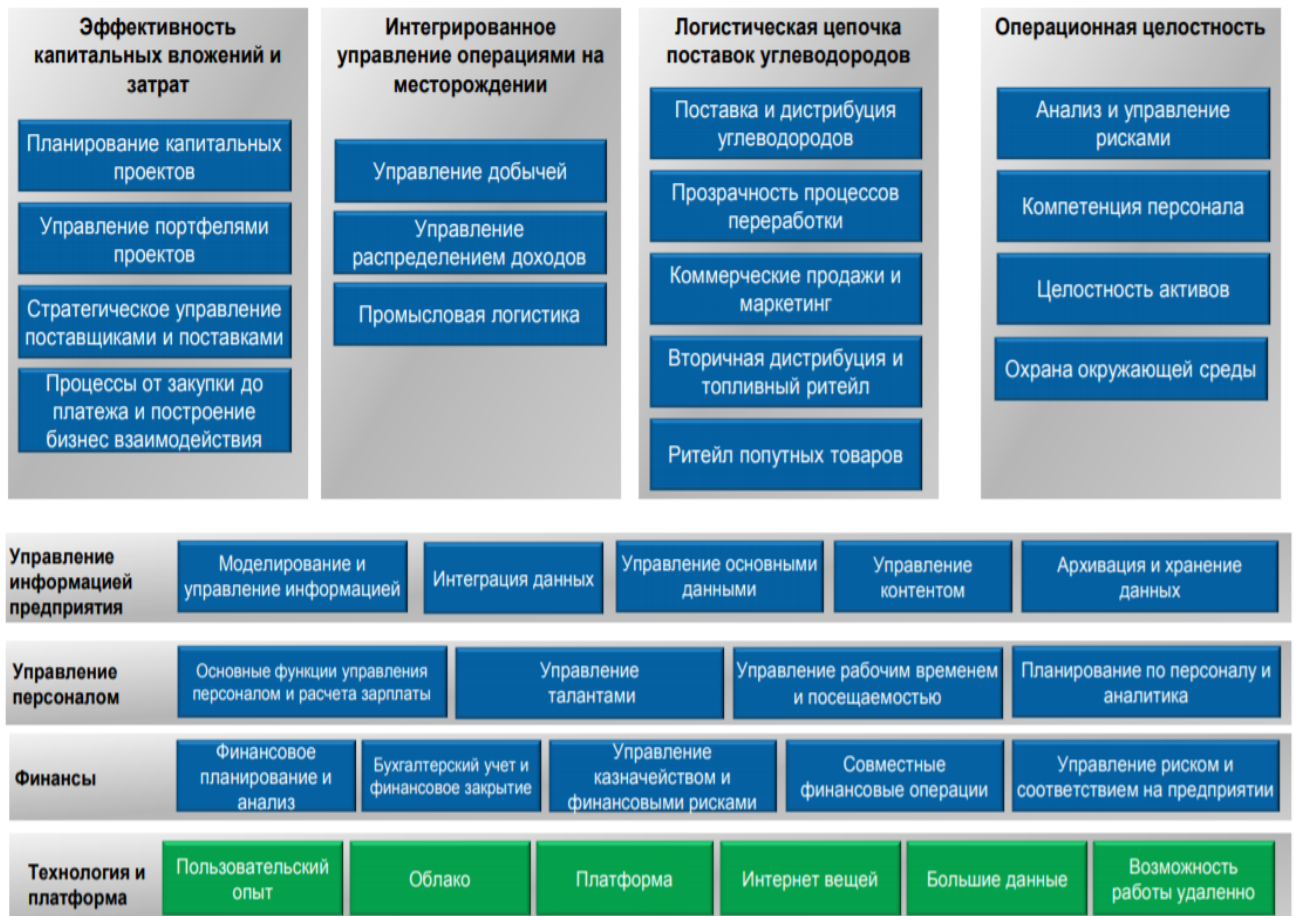 Эффективность
капитальных вложений и
затрат
Планирование капитальных
проектов
Управление портфелями
проектов
Стратегическое управление
поставщиками и поставками
Процессы от закупки до
платежа и построение
бизнес взаимодействия
Интегрированное
управление операциями на
месторождении
Управление добычей
Управление
распределением доходов
Промысловая логистика
Логистическая цепочка
поставок углеводородов
Поставка и дистрибуция
углеводородов
Прозрачность процессов
переработки
Коммерческие продажи и
маркетинг
Вторичная дистрибуция и
топливный ритейл
Ритейл попутных товаров
Операционная целостность
Анализ и управление
рисками
Компетенция персонала
Целостность активов
Охрана окружающей среды
Управление
информацией
предприятия
Моделирование и
управление информацией
Интеграция данных
Управление основными
данными
Управление
контентом
Архивация и хранение
данных
Управление
персоналом
Основные функции управления
персоналом и расчета зарплаты
Управление
талантами
Управление рабочим временем
и посещаемостью
Планирование по персоналу и
аналитика
Финансы
Финансовое
планирование и
анализ
Бухгалтерский учет и
финансовое закрытие
Управление
казначейством и
финансовыми рисками
Совместные
финансовые операции
Управление риском и
соответствием на предприятии
Технология и
платформа
Пользовательский
опыт
Облако
Платформа
Интернет вещей
Большие данные
Возможность
работы удаленно